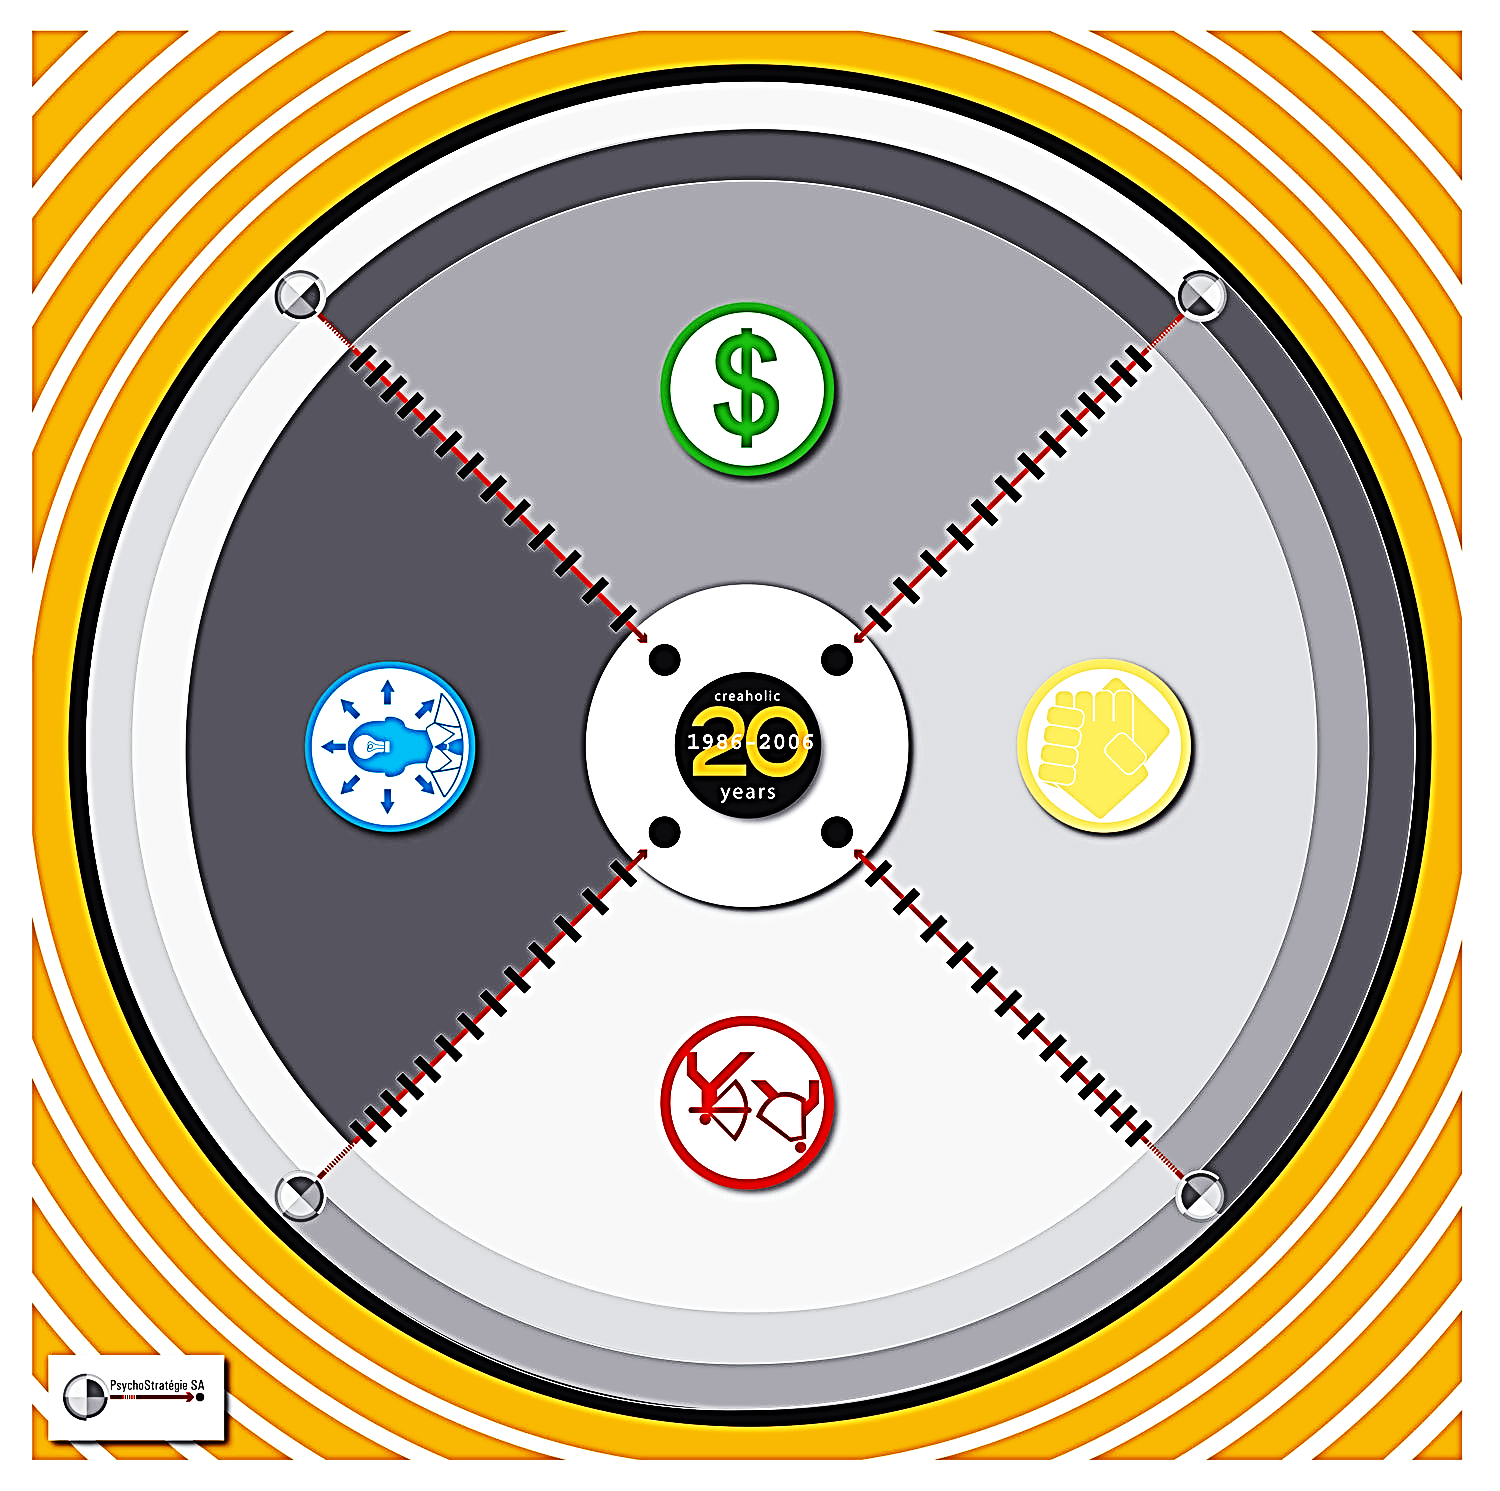 $
creaholic
20
1986-2006
years
PsychoStratégie SA